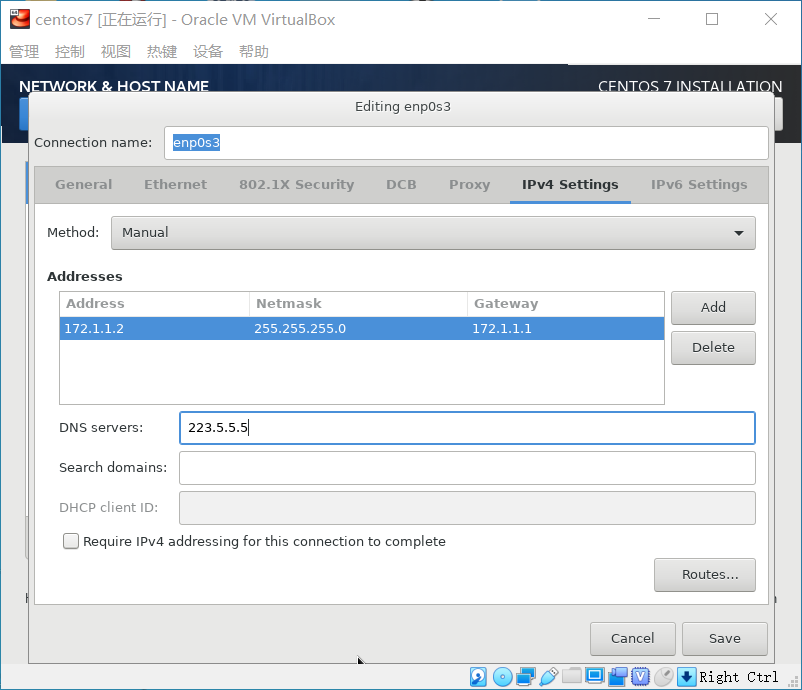 centos7 [正在运行] - Oracle VM VirtualBox
管理 控制 视图 热键 设备 帮助
NETWORK & HOST NAME CENTOS 7 INSTALLATION
Editing enp0s3
Connection name: enp0s3
General Ethernet 802.1X Security DCB Proxy IPv4 Settings IPv6 Settings
Method: Manual
Addresses
Address Netmask Gateway
172.1.1.2 255.255.255.0 172.1.1.1
Add
Delete
DNS servers: 223.5.5.5
Search domains:
DHCP client ID:
Require IPv4 addressing for this connection to complete
Routes…
Cancel Save
Right Ctrl